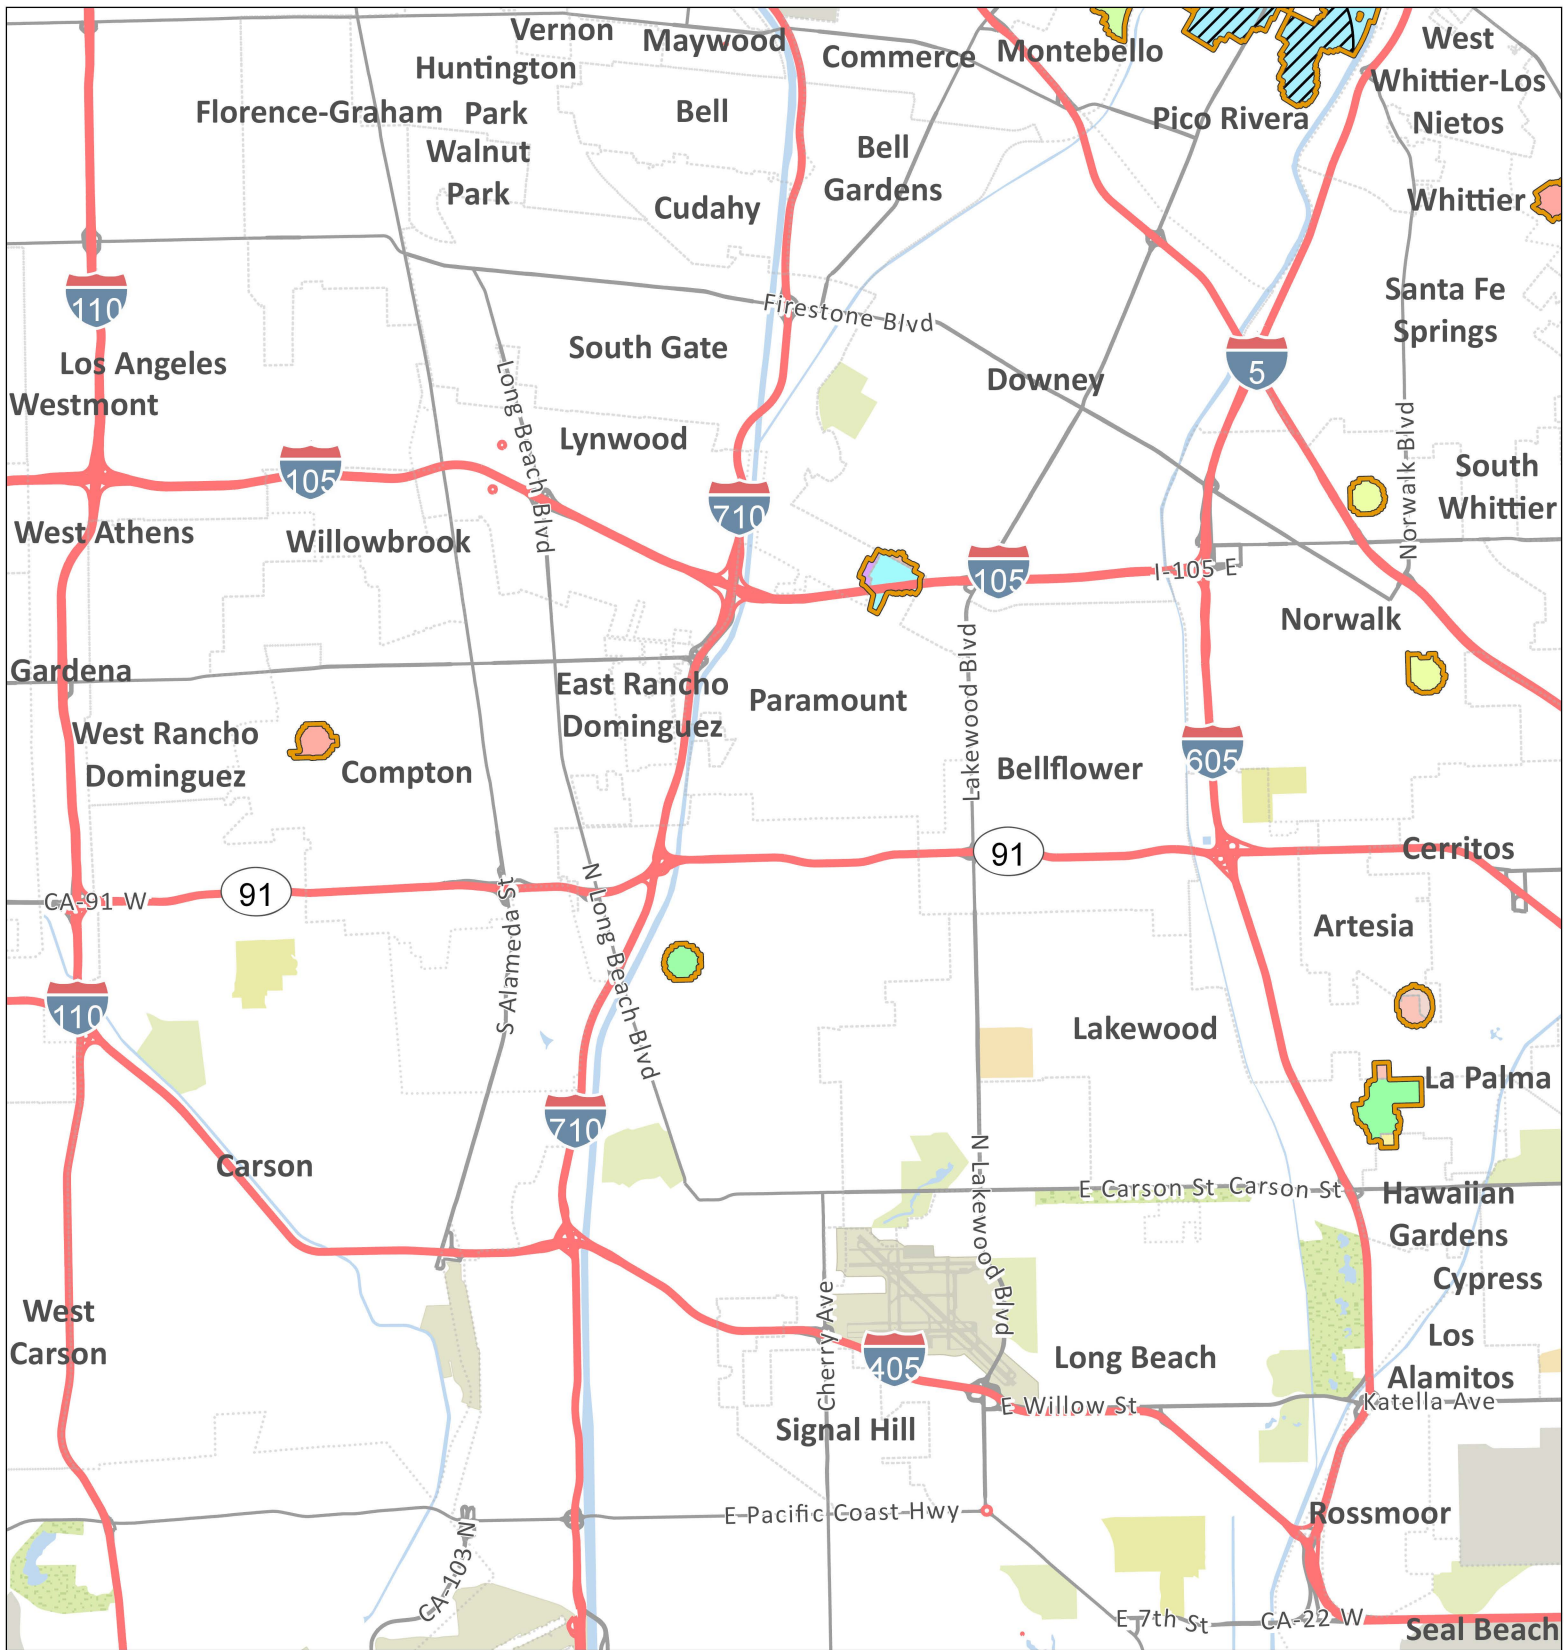 Vernon
Maywood
Commerce
Montebello
West
Whittier-Los
Nietos
Huntington
Park
Florence-Graham
Bell
Pico Rivera
Walnut
Park
Bell
Gardens
Cudahy
Whittier
110
Firestone Blvd
Santa Fe
Springs
South Gate
Los Angeles
Westmont
5
Downey
Long Beach Blvd
Lynwood
Norwalk Blvd
South
Whittier
105
710
West Athens
Willowbrook
105
I-105 E
Norwalk
Gardena
East Rancho
Dominguez
Paramount
Lakewood Blvd
West Rancho
Dominguez
Compton
Bellflower
605
91
91
Cerritos
CA-91 W
S Alameda St
N Long Beach Blvd
Artesia
110
Lakewood
La Palma
710
Carson
N Lakewood Blvd
E Carson St
Carson St
Hawaiian
Gardens
Cypress
West
Carson
Cherry Ave
405
Long Beach
Los
Alamitos
Katella Ave
E Willow St
Signal Hill
E Pacific Coast Hwy
Rossmoor
CA-103 N
E 7th St
CA-22 W
Seal Beach